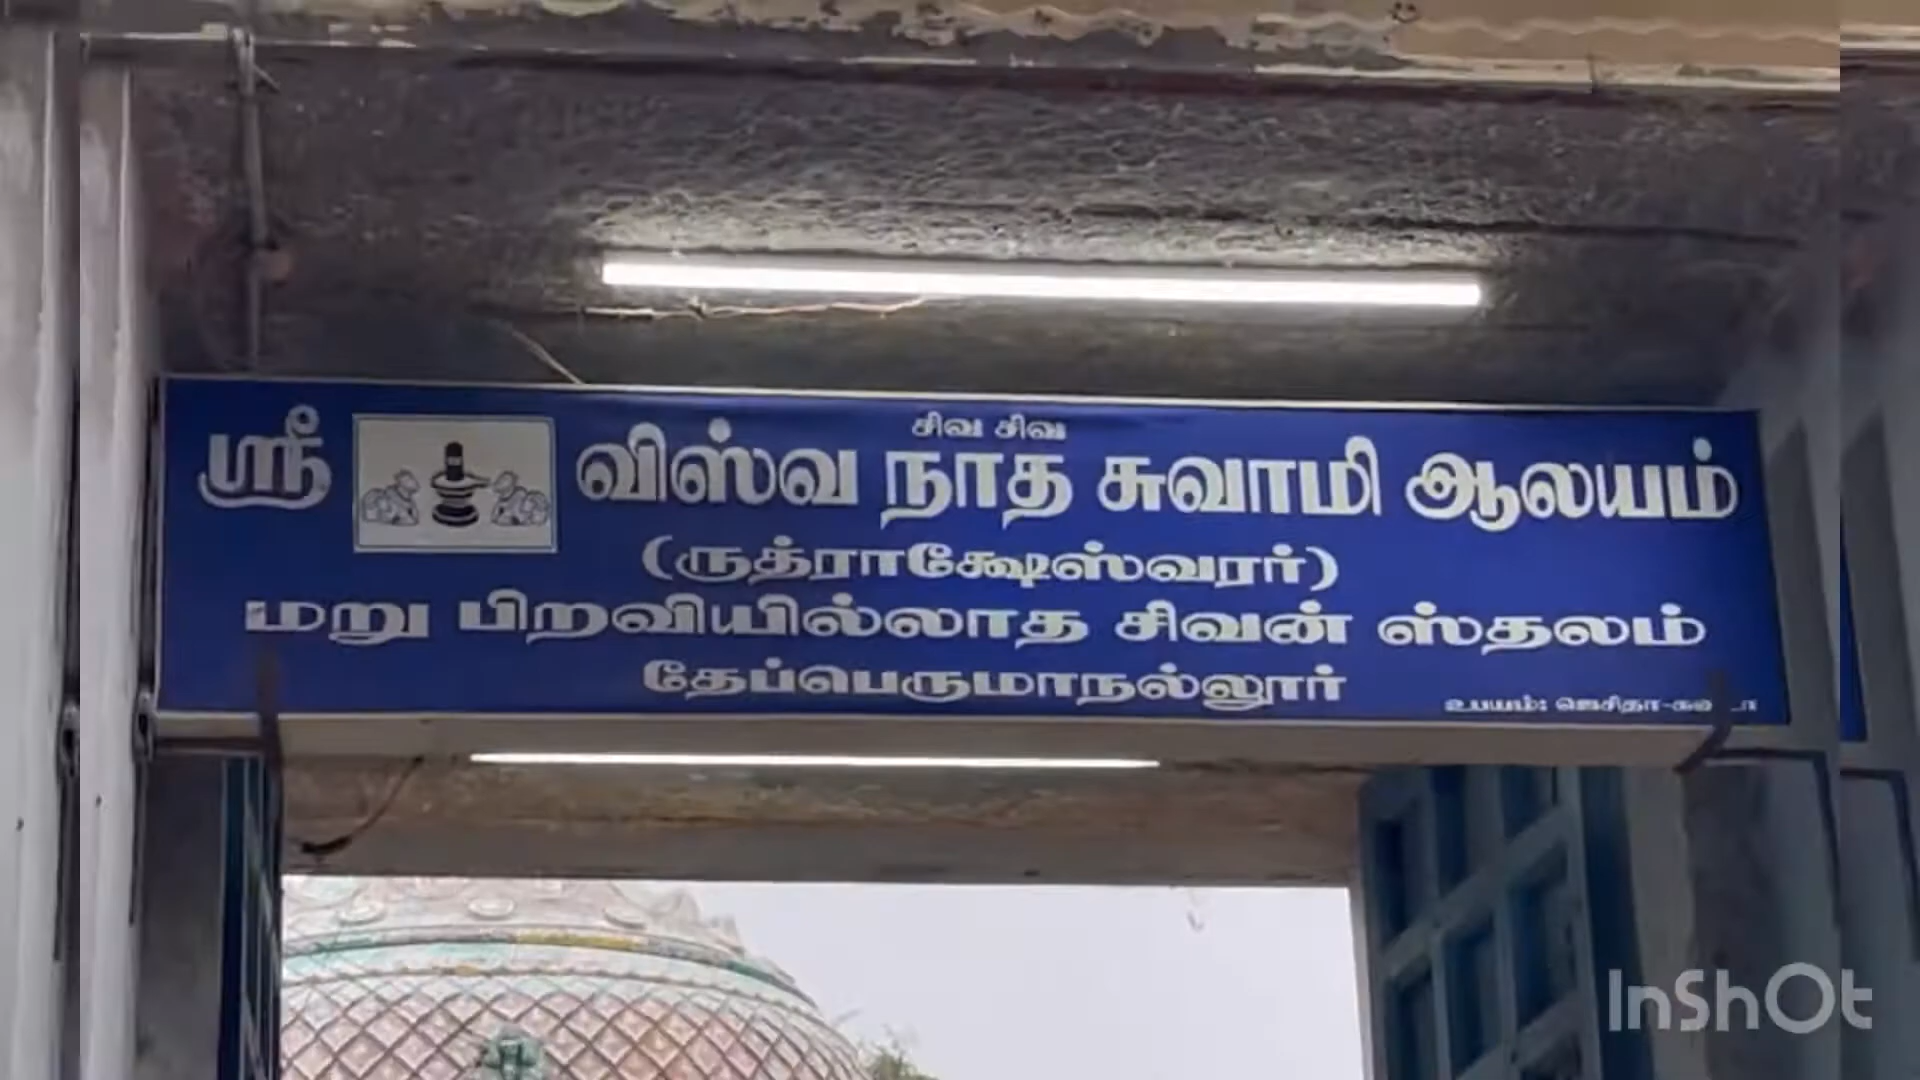 சிவ சிவ
ஸ்ரீ விஸ்வ நாத சுவாமி ஆலயம்
(ருத்ராக்ஷேஸ்வரர்)
மறு பிறவியில்லாத சிவன் ஸ்தலம்
தேப்பெருமாநல்லூர்
உபயம்: ஜெசிதா-
InShOt